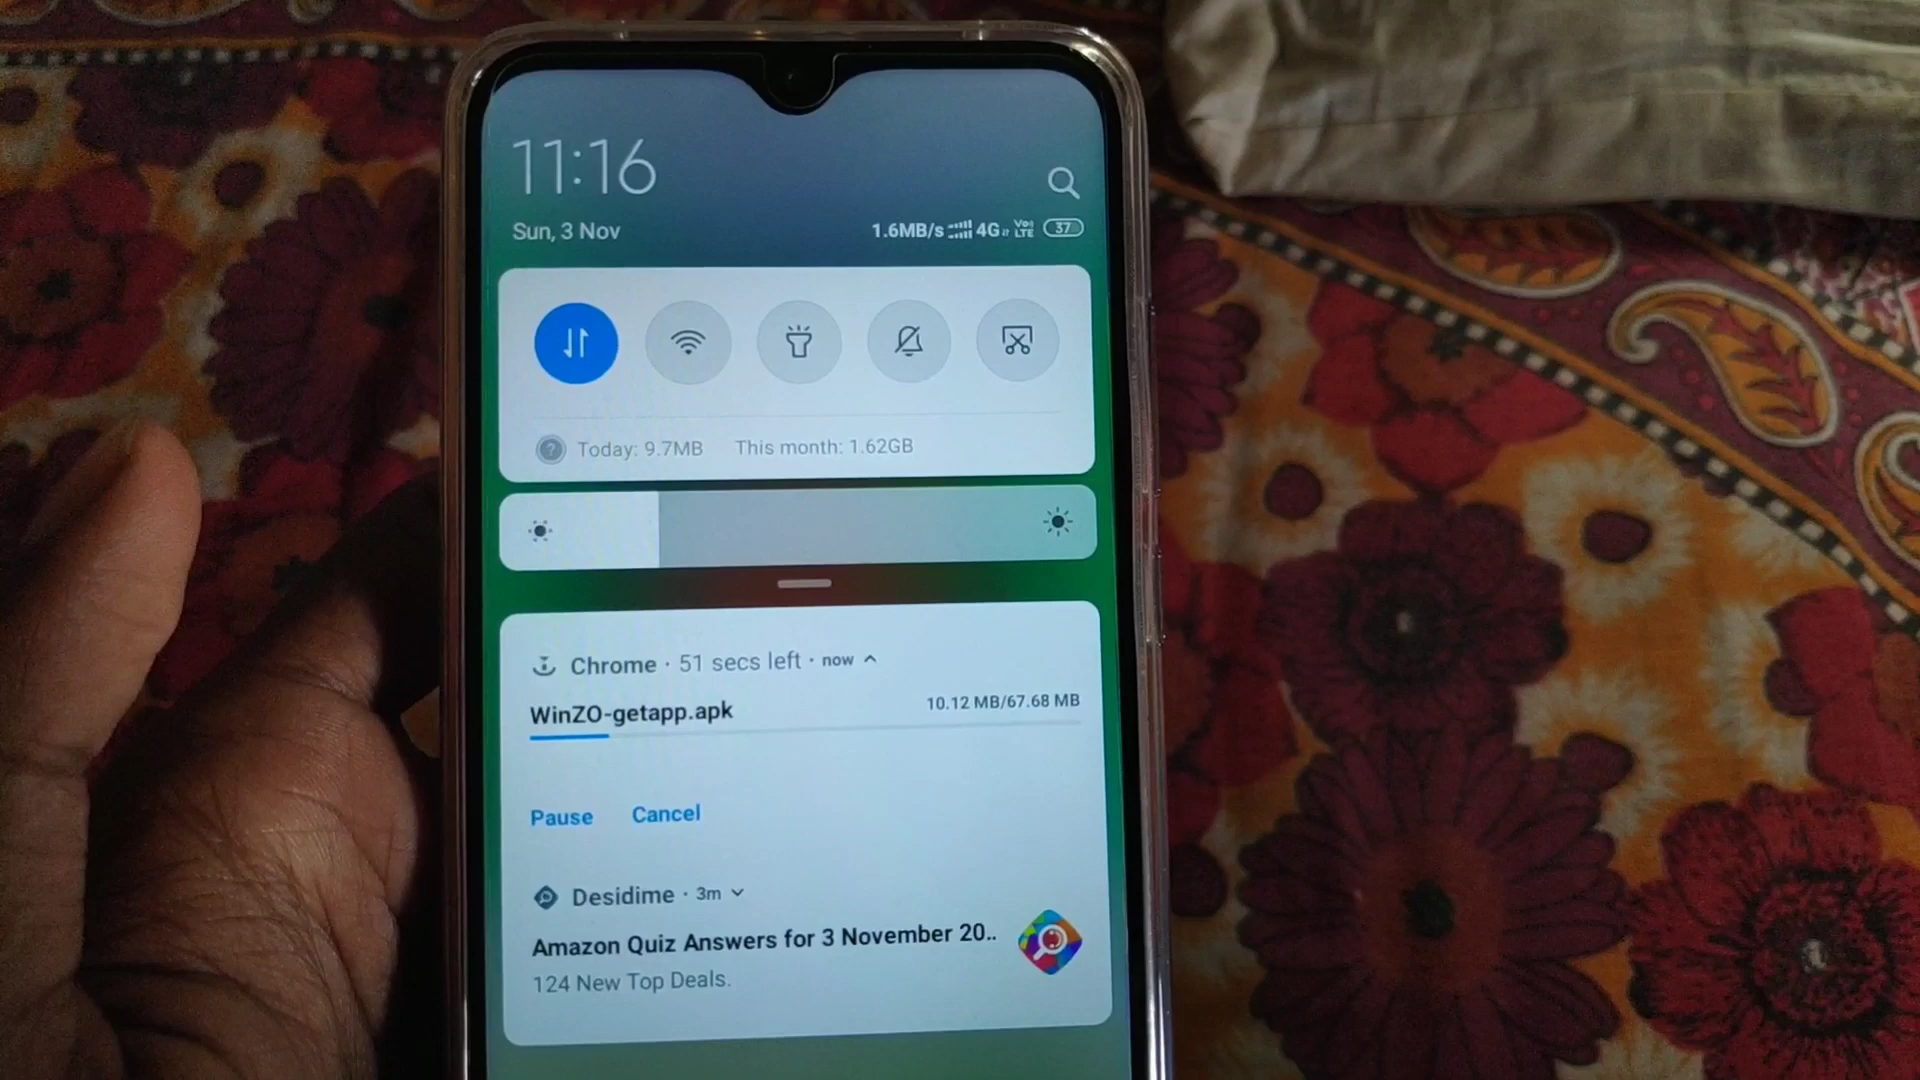 11:16
Sun, 3 Nov
1.6MB/s 4G Vo LTE 37
Today: 9.7MB This month: 1.62GB
Chrome · 51 secs left · now
WinZO-getapp.apk 10.12 MB/67.68 MB
Pause Cancel
Desidime · 3m
Amazon Quiz Answers for 3 November 20..
124 New Top Deals.